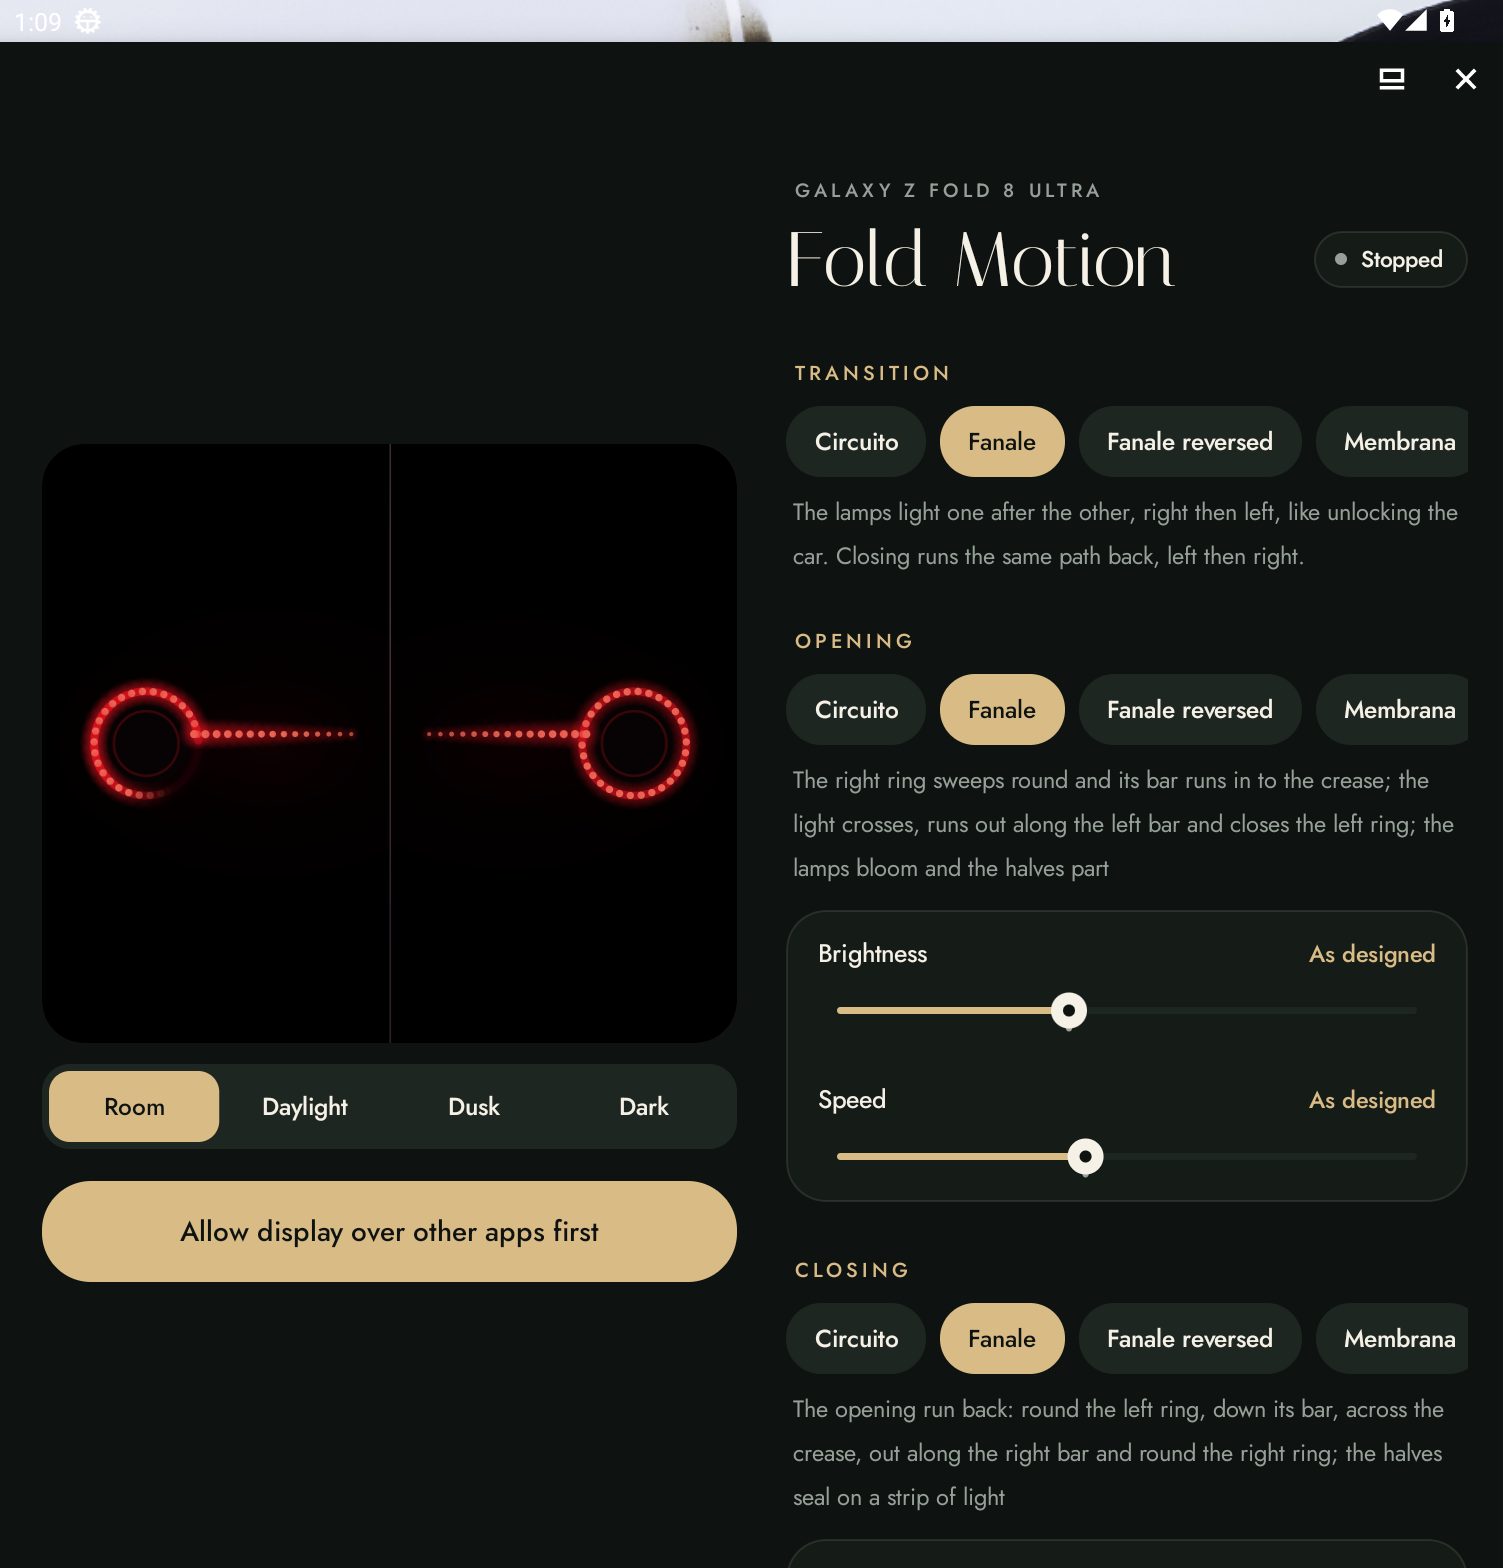 1:09
GALAXY Z FOLD 8 ULTRA
Fold Motion
Stopped
TRANSITION
Circuito Fanale Fanale reversed Membrana
The lamps light one after the other, right then left, like unlocking the
car. Closing runs the same path back, left then right.
OPENING
Circuito Fanale Fanale reversed Membrana
The right ring sweeps round and its bar runs in to the crease; the
light crosses, runs out along the left bar and closes the left ring; the
lamps bloom and the halves part
Brightness As designed
Speed As designed
CLOSING
Circuito Fanale Fanale reversed Membrana
The opening run back: round the left ring, down its bar, across the
crease, out along the right bar and round the right ring; the halves
seal on a strip of light
Room Daylight Dusk Dark
Allow display over other apps first